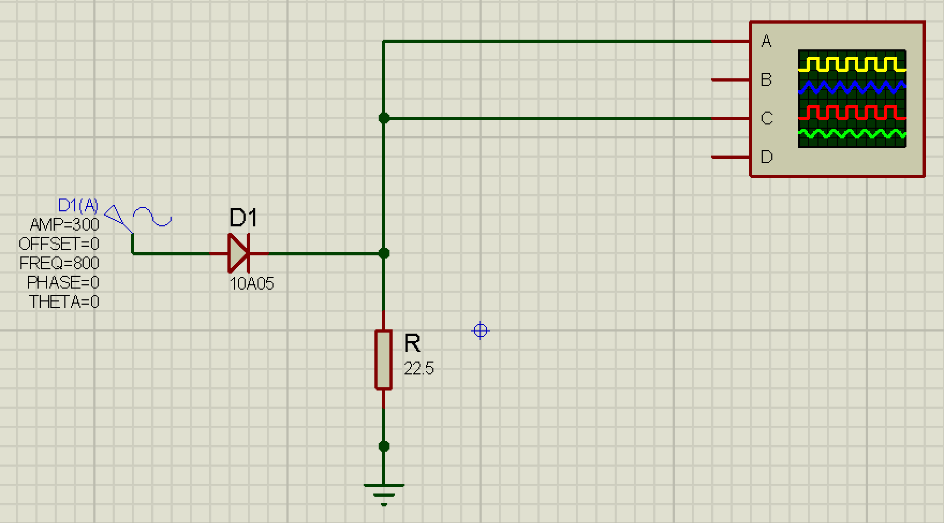 A
B
C
D
D1(A)
AMP=300
OFFSET=0
FREQ=800
PHASE=0
THETA=0
D1
10A05
R
22.5